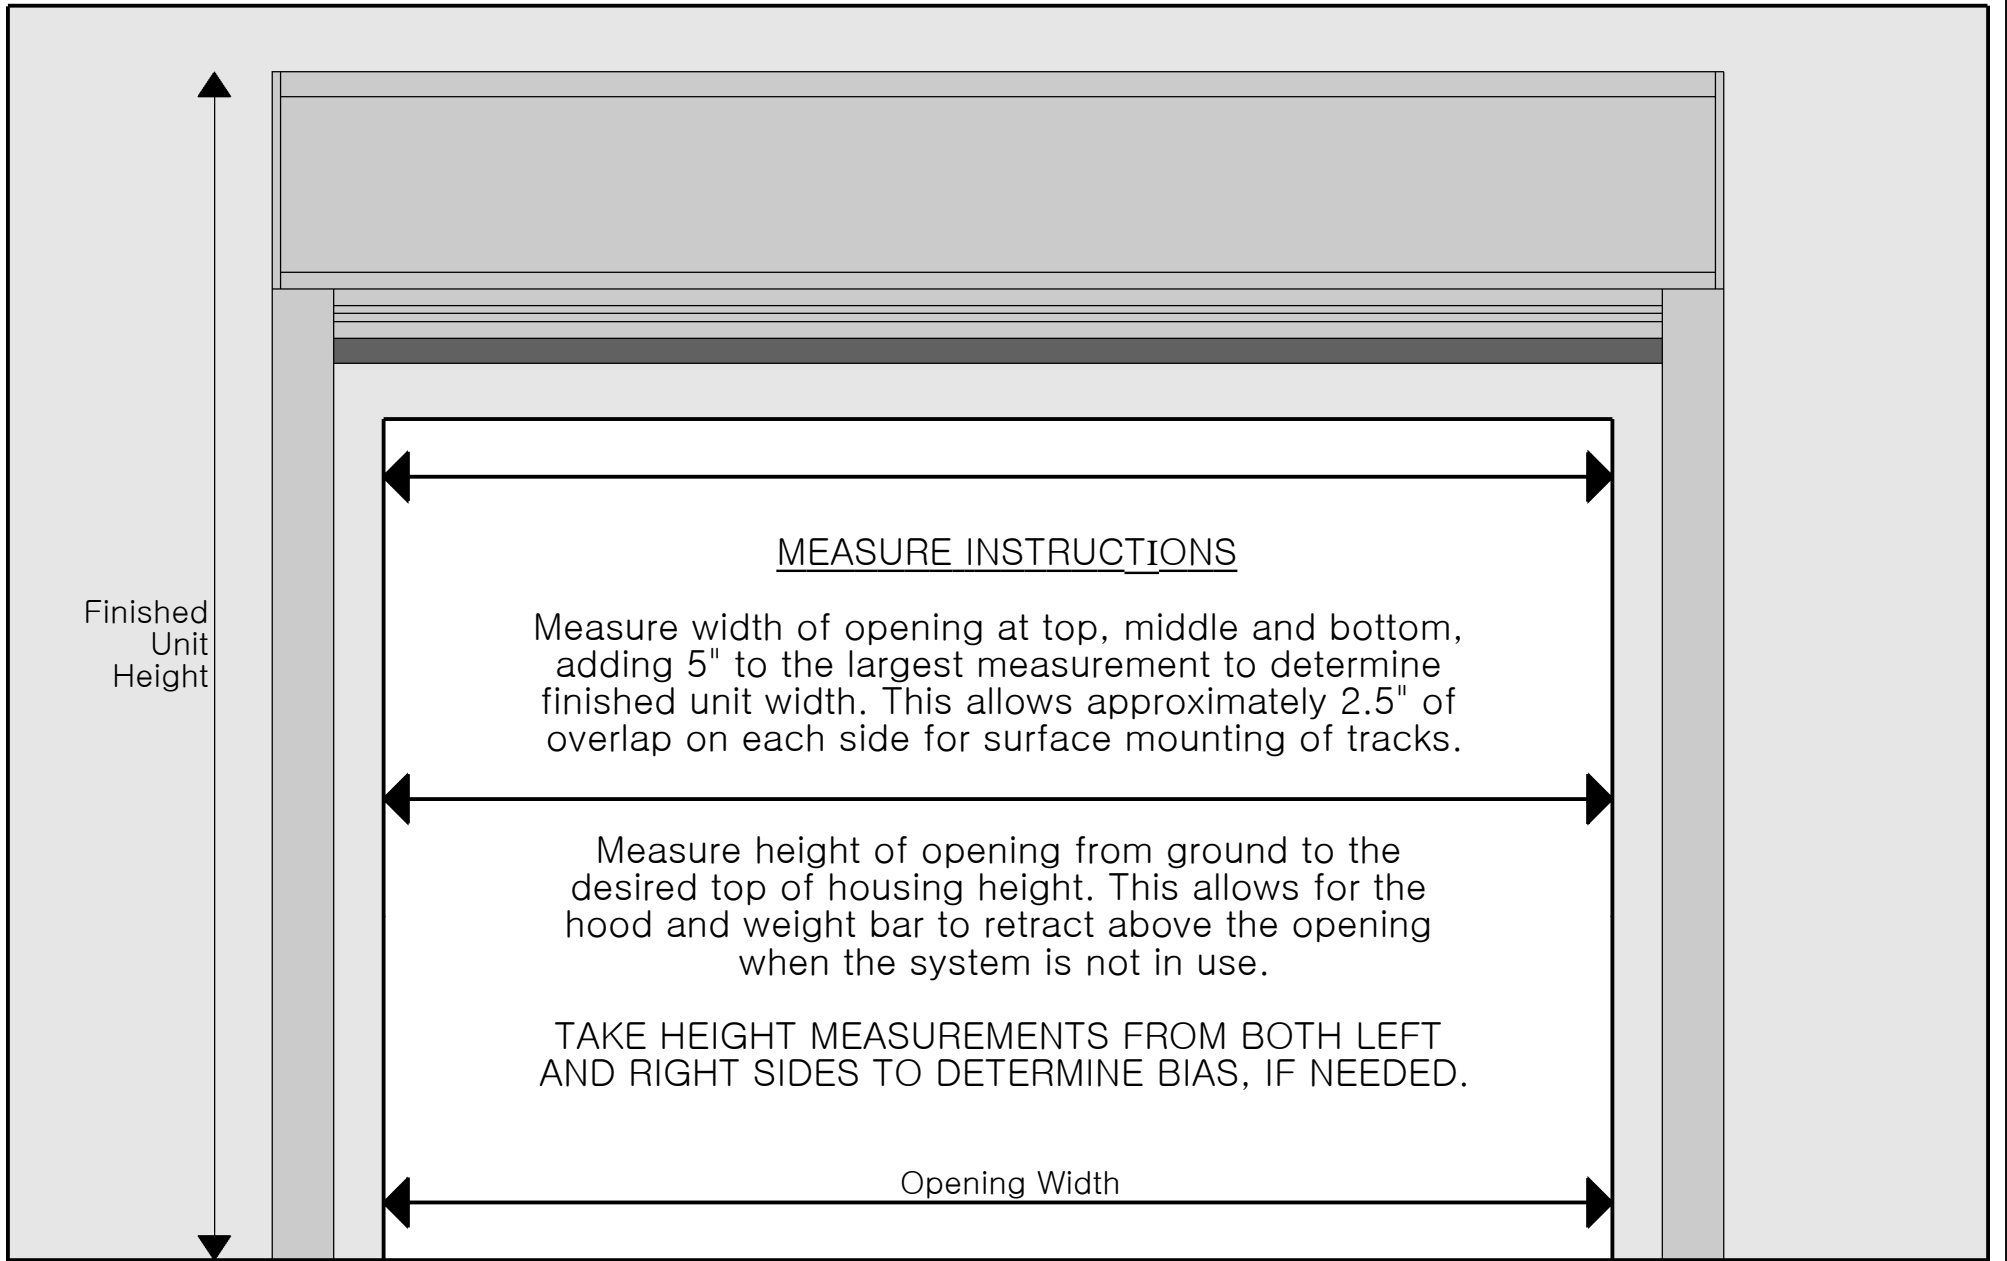 MEASURE INSTRUCTIONS
Measure width of opening at top, middle and bottom,
adding 5" to the largest measurement to determine
finished unit width. This allows approximately 2.5" of
overlap on each side for surface mounting of tracks.
Finished
Unit
Height
Measure height of opening from ground to the
desired top of housing height. This allows for the
hood and weight bar to retract above the opening
when the system is not in use.
TAKE HEIGHT MEASUREMENTS FROM BOTH LEFT
AND RIGHT SIDES TO DETERMINE BIAS, IF NEEDED.
Opening Width